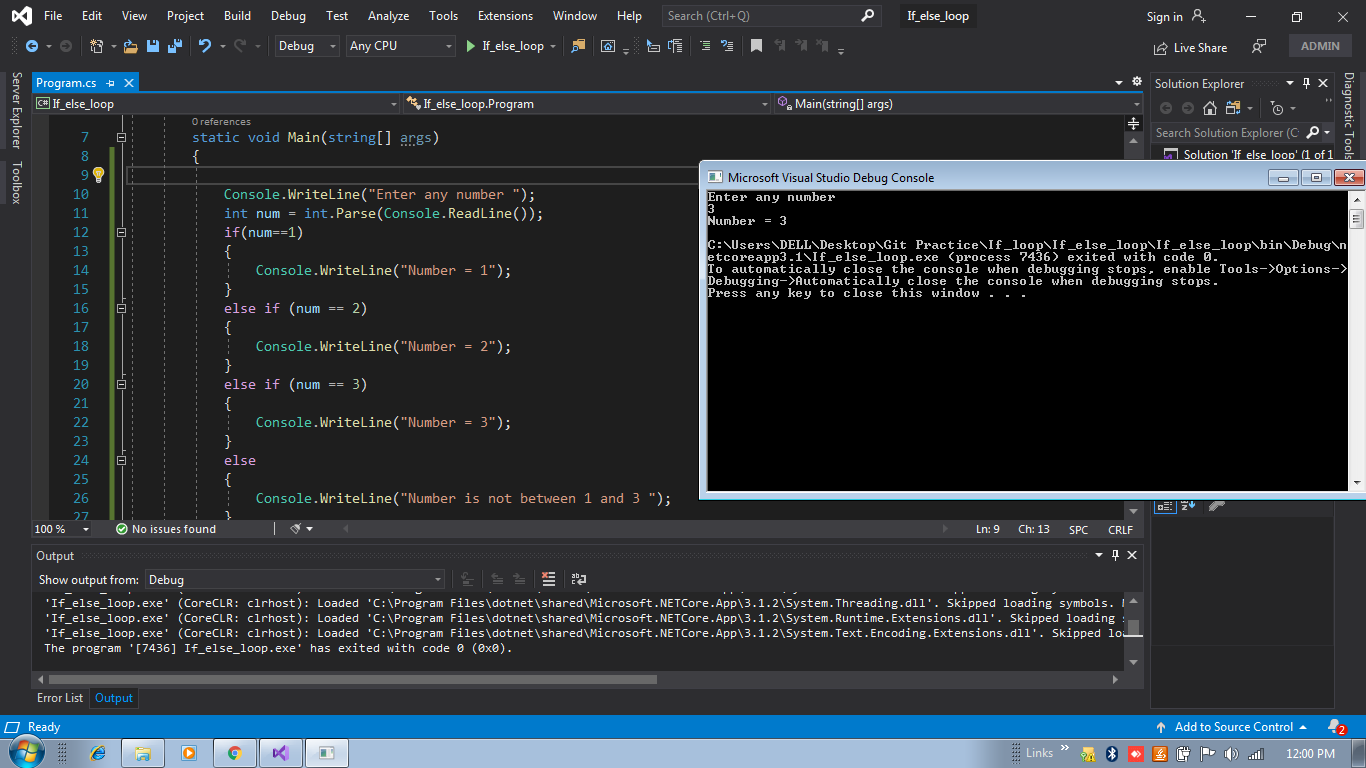 File Edit View Project Build Debug Test Analyze Tools Extensions Window Help Search (Ctrl+Q) If_else_loop Sign in
Debug Any CPU If_else_loop Live Share ADMIN
Server Explorer
Toolbox
Program.cs
If_else_loop If_else_loop.Program Main(string[] args)
0 references
7 static void Main(string[] args)
8 {
9
10 Console.WriteLine("Enter any number ");
11 int num = int.Parse(Console.ReadLine());
12 if(num==1)
13 {
14 Console.WriteLine("Number = 1");
15 }
16 else if (num == 2)
17 {
18 Console.WriteLine("Number = 2");
19 }
20 else if (num == 3)
21 {
22 Console.WriteLine("Number = 3");
23 }
24 else
25 {
26 Console.WriteLine("Number is not between 1 and 3 ");
27 }
100 % No issues found Ln: 9 Ch: 13 SPC CRLF
Solution Explorer
Search Solution Explorer (C
Solution 'If_else_loop' (1 of 1
Diagnostic Tools
Microsoft Visual Studio Debug Console
Enter any number
3
Number = 3
C:\Users\DELL\Desktop\Git Practice\If_loop\If_else_loop\If_else_loop\bin\Debug\n
etcoreapp3.1\If_else_loop.exe (process 7436) exited with code 0.
To automatically close the console when debugging stops, enable Tools->Options->
Debugging->Automatically close the console when debugging stops.
Press any key to close this window . . .
Output
Show output from: Debug
'If_else_loop.exe' (CoreCLR: clrhost): Loaded 'C:\Program Files\dotnet\shared\Microsoft.NETCore.App\3.1.2\System.Threading.dll'. Skipped loading symbols.
'If_else_loop.exe' (CoreCLR: clrhost): Loaded 'C:\Program Files\dotnet\shared\Microsoft.NETCore.App\3.1.2\System.Runtime.Extensions.dll'. Skipped loading
'If_else_loop.exe' (CoreCLR: clrhost): Loaded 'C:\Program Files\dotnet\shared\Microsoft.NETCore.App\3.1.2\System.Text.Encoding.Extensions.dll'. Skipped
The program '[7436] If_else_loop.exe' has exited with code 0 (0x0).
Error List Output
Ready Add to Source Control 2
Links 12:00 PM